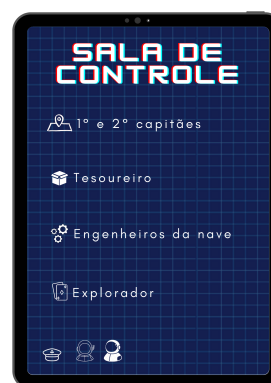 SALA DE
CONTROLE
1º e 2º capitães
Tesoureiro
Engenheiros da nave
Explorador